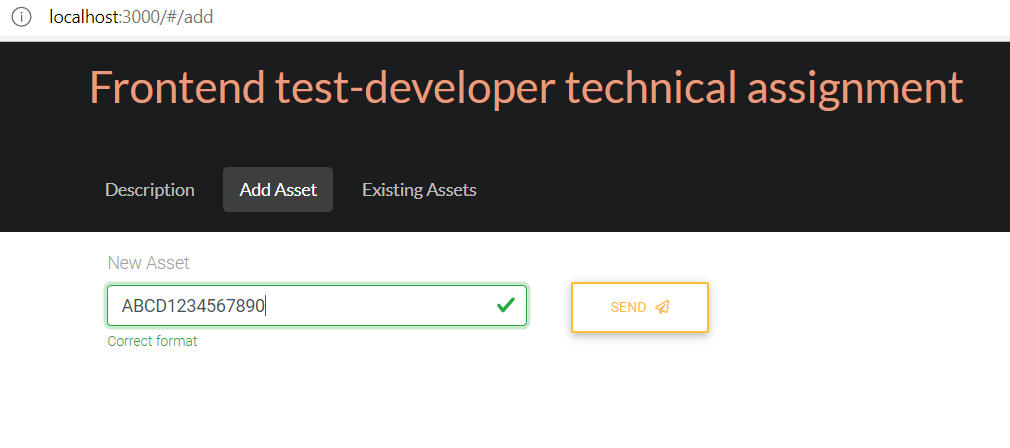 localhost:3000/#/add
Frontend test-developer technical assignment
Description Add Asset Existing Assets
New Asset
ABCD1234567890 SEND
Correct format